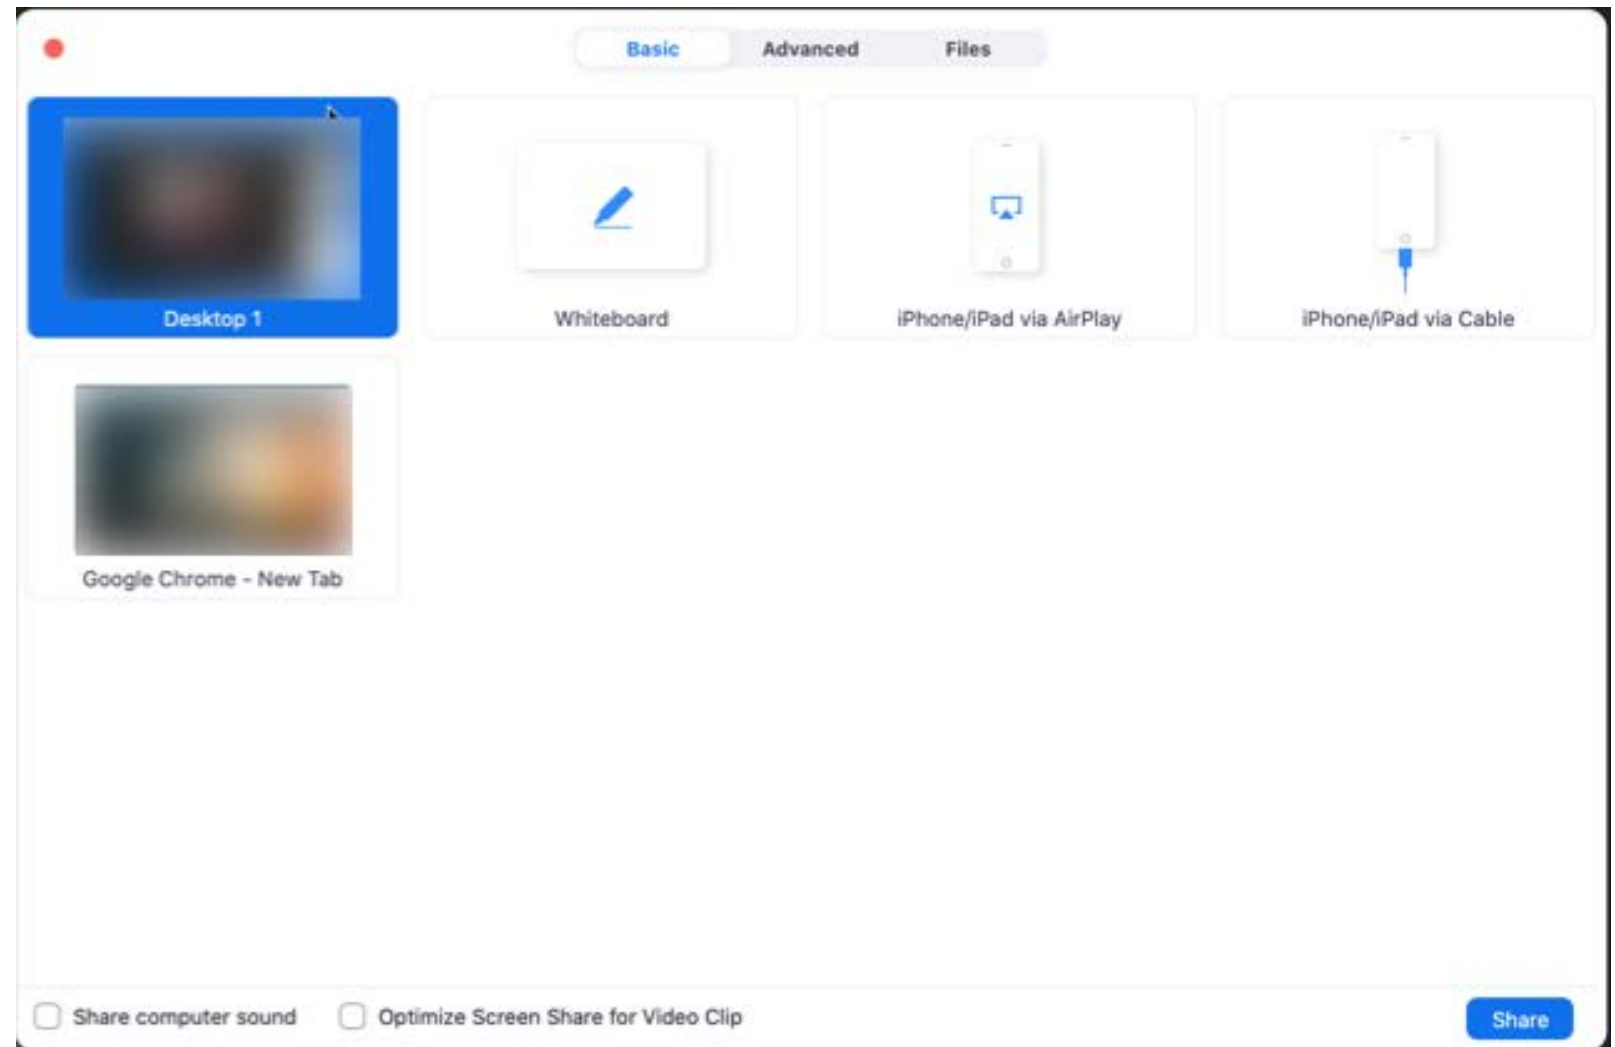 Basic Advanced Files
Desktop 1 Whiteboard iPhone/iPad via AirPlay iPhone/iPad via Cable
Google Chrome - New Tab
Share computer sound Optimize Screen Share for Video Clip Share